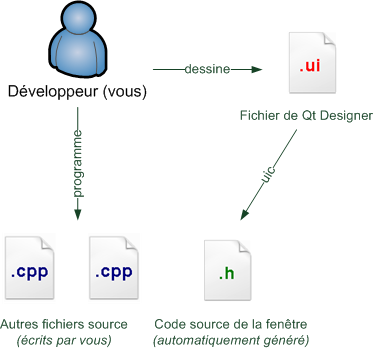 dessine
.ui
Développeur (vous)
Fichier de Qt Designer
programme
uic
.cpp
.cpp
.h
Autres fichiers source
(écrits par vous)
Code source de la fenêtre
(automatiquement généré)